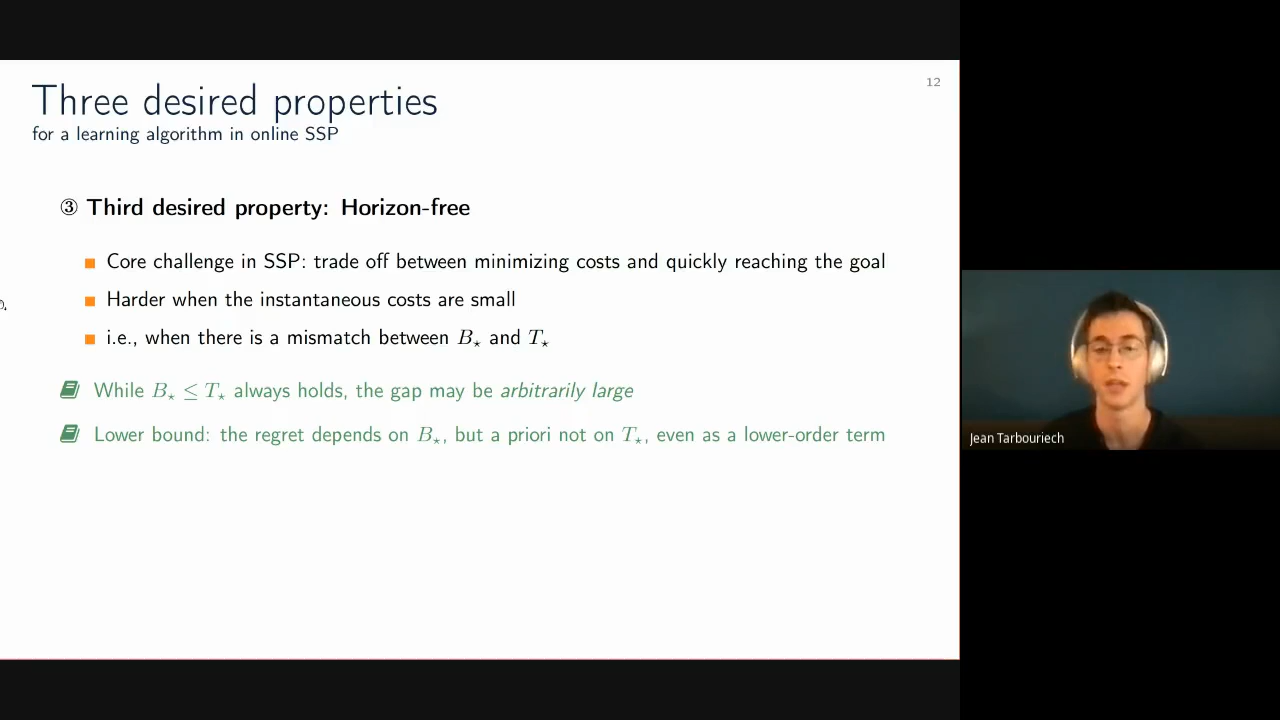 12
Three desired properties
for a learning algorithm in online SSP
③ Third desired property: Horizon-free
■ Core challenge in SSP: trade off between minimizing costs and quickly reaching the goal
■ Harder when the instantaneous costs are small
■ i.e., when there is a mismatch between B⋆ and T⋆
While B⋆ ≤ T⋆ always holds, the gap may be arbitrarily large
Lower bound: the regret depends on B⋆, but a priori not on T⋆, even as a lower-order term
Jean Tarbouriech